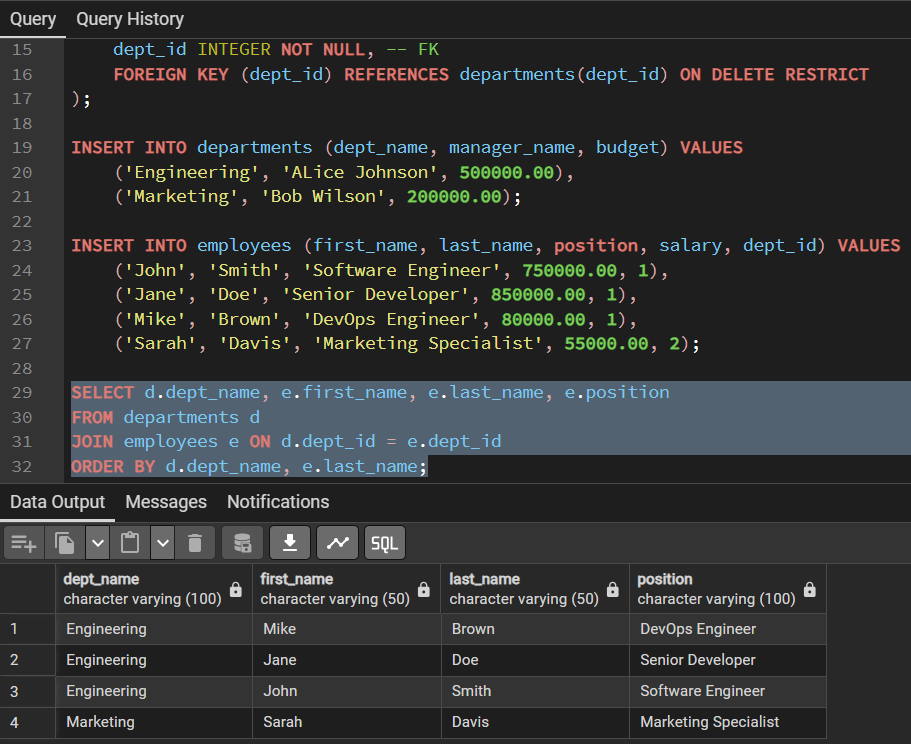 Query Query History
15 dept_id INTEGER NOT NULL, -- FK
16 FOREIGN KEY (dept_id) REFERENCES departments(dept_id) ON DELETE RESTRICT
17 );
18
19 INSERT INTO departments (dept_name, manager_name, budget) VALUES
20 ('Engineering', 'ALice Johnson', 500000.00),
21 ('Marketing', 'Bob Wilson', 200000.00);
22
23 INSERT INTO employees (first_name, last_name, position, salary, dept_id) VALUES
24 ('John', 'Smith', 'Software Engineer', 750000.00, 1),
25 ('Jane', 'Doe', 'Senior Developer', 850000.00, 1),
26 ('Mike', 'Brown', 'DevOps Engineer', 80000.00, 1),
27 ('Sarah', 'Davis', 'Marketing Specialist', 55000.00, 2);
28
29 SELECT d.dept_name, e.first_name, e.last_name, e.position
30 FROM departments d
31 JOIN employees e ON d.dept_id = e.dept_id
32 ORDER BY d.dept_name, e.last_name;
Data Output Messages Notifications
SQL
dept_name first_name last_name position
character varying (100) character varying (50) character varying (50) character varying (100)
1 Engineering Mike Brown DevOps Engineer
2 Engineering Jane Doe Senior Developer
3 Engineering John Smith Software Engineer
4 Marketing Sarah Davis Marketing Specialist